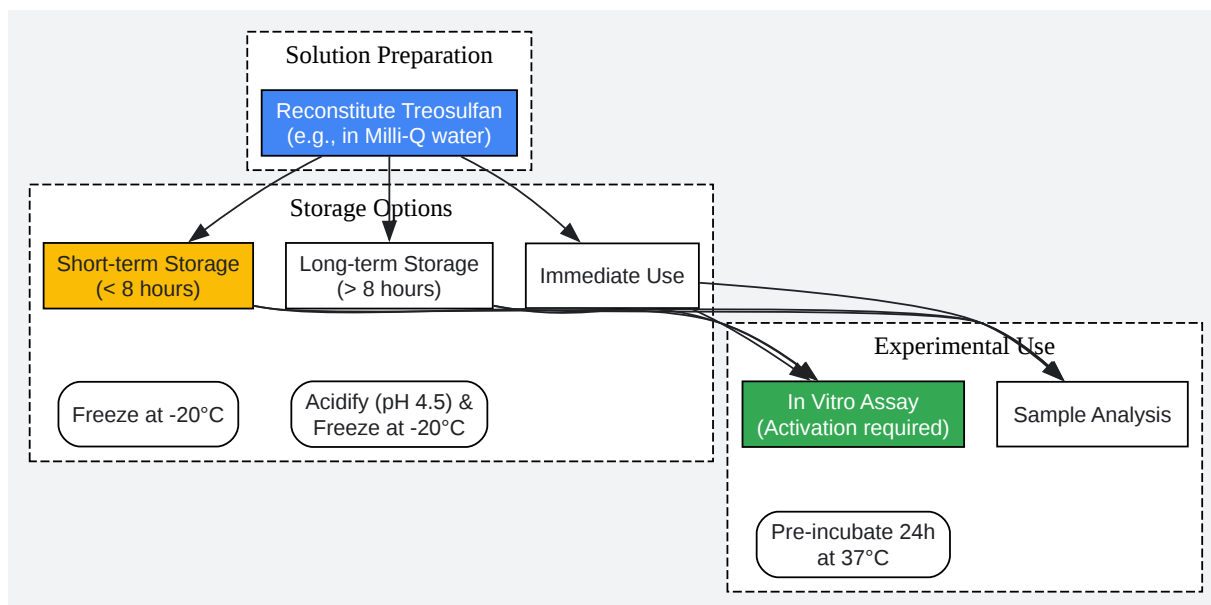 Solution Preparation
Reconstitute Treosulfan
(e.g., in Milli-Q water)
Storage Options
Short-term Storage
(< 8 hours)
Long-term Storage
(> 8 hours)
Immediate Use
Freeze at -20°C
Acidify (pH 4.5) &
Freeze at -20°C
Experimental Use
In Vitro Assay
(Activation required)
Sample Analysis
Pre-incubate 24h
at 37°C